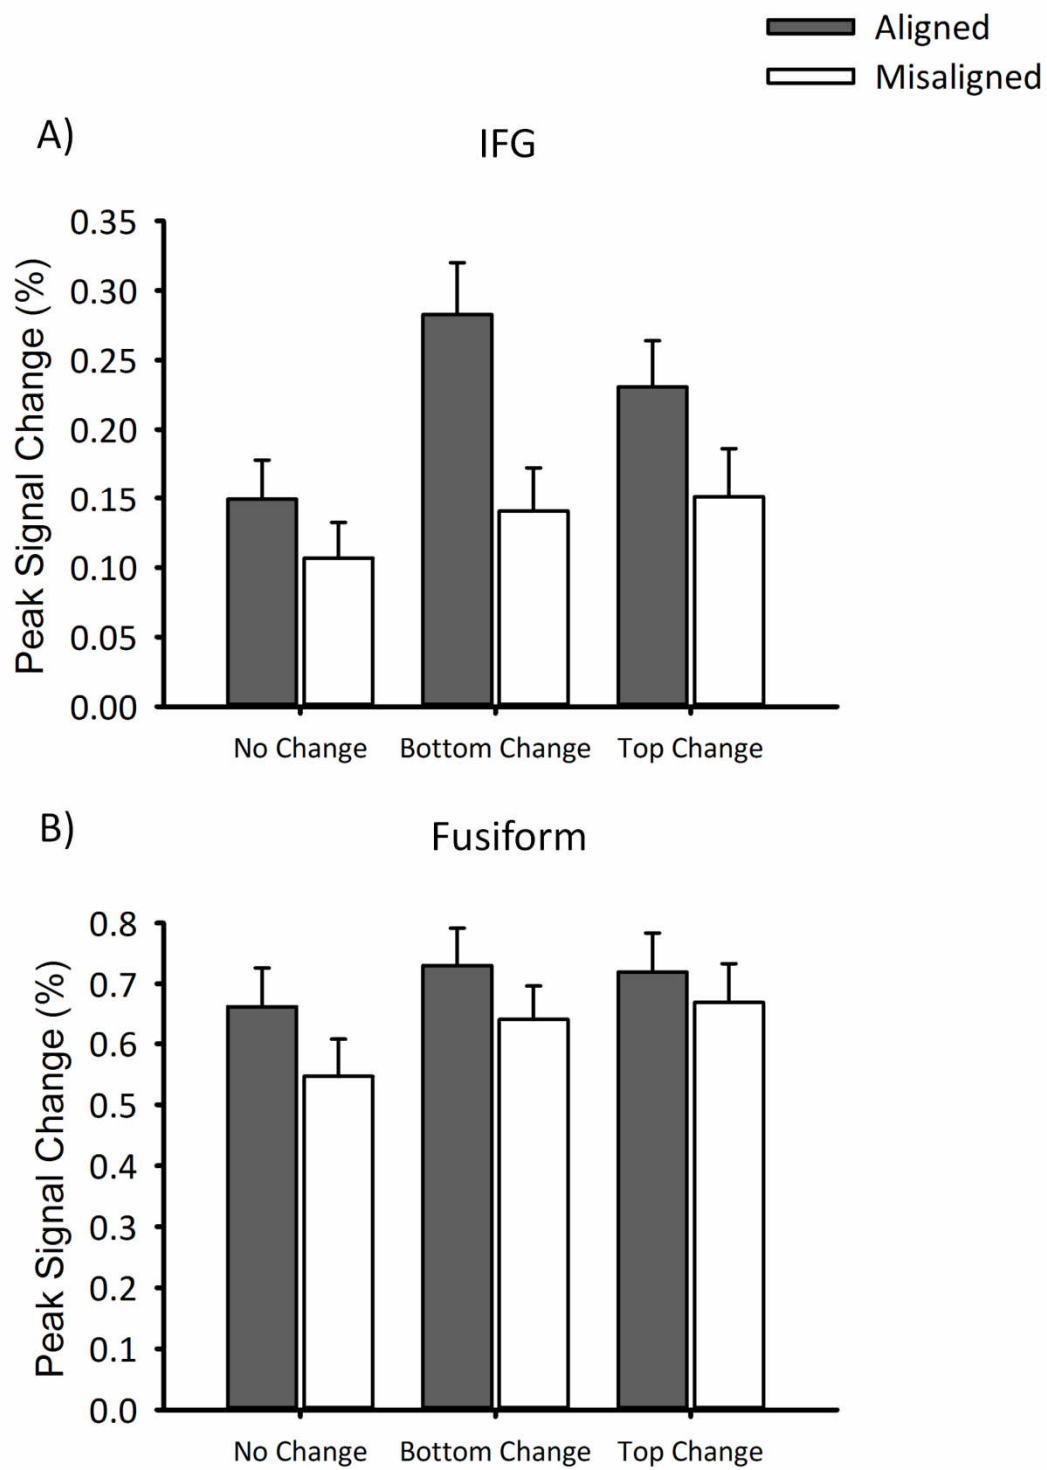 Aligned
Misaligned
A)
IFG
Peak Signal Change (%)
0.35
0.30
0.25
0.20
0.15
0.10
0.05
0.00
No Change Bottom Change Top Change
B)
Fusiform
Peak Signal Change (%)
0.8
0.7
0.6
0.5
0.4
0.3
0.2
0.1
0.0
No Change Bottom Change Top Change